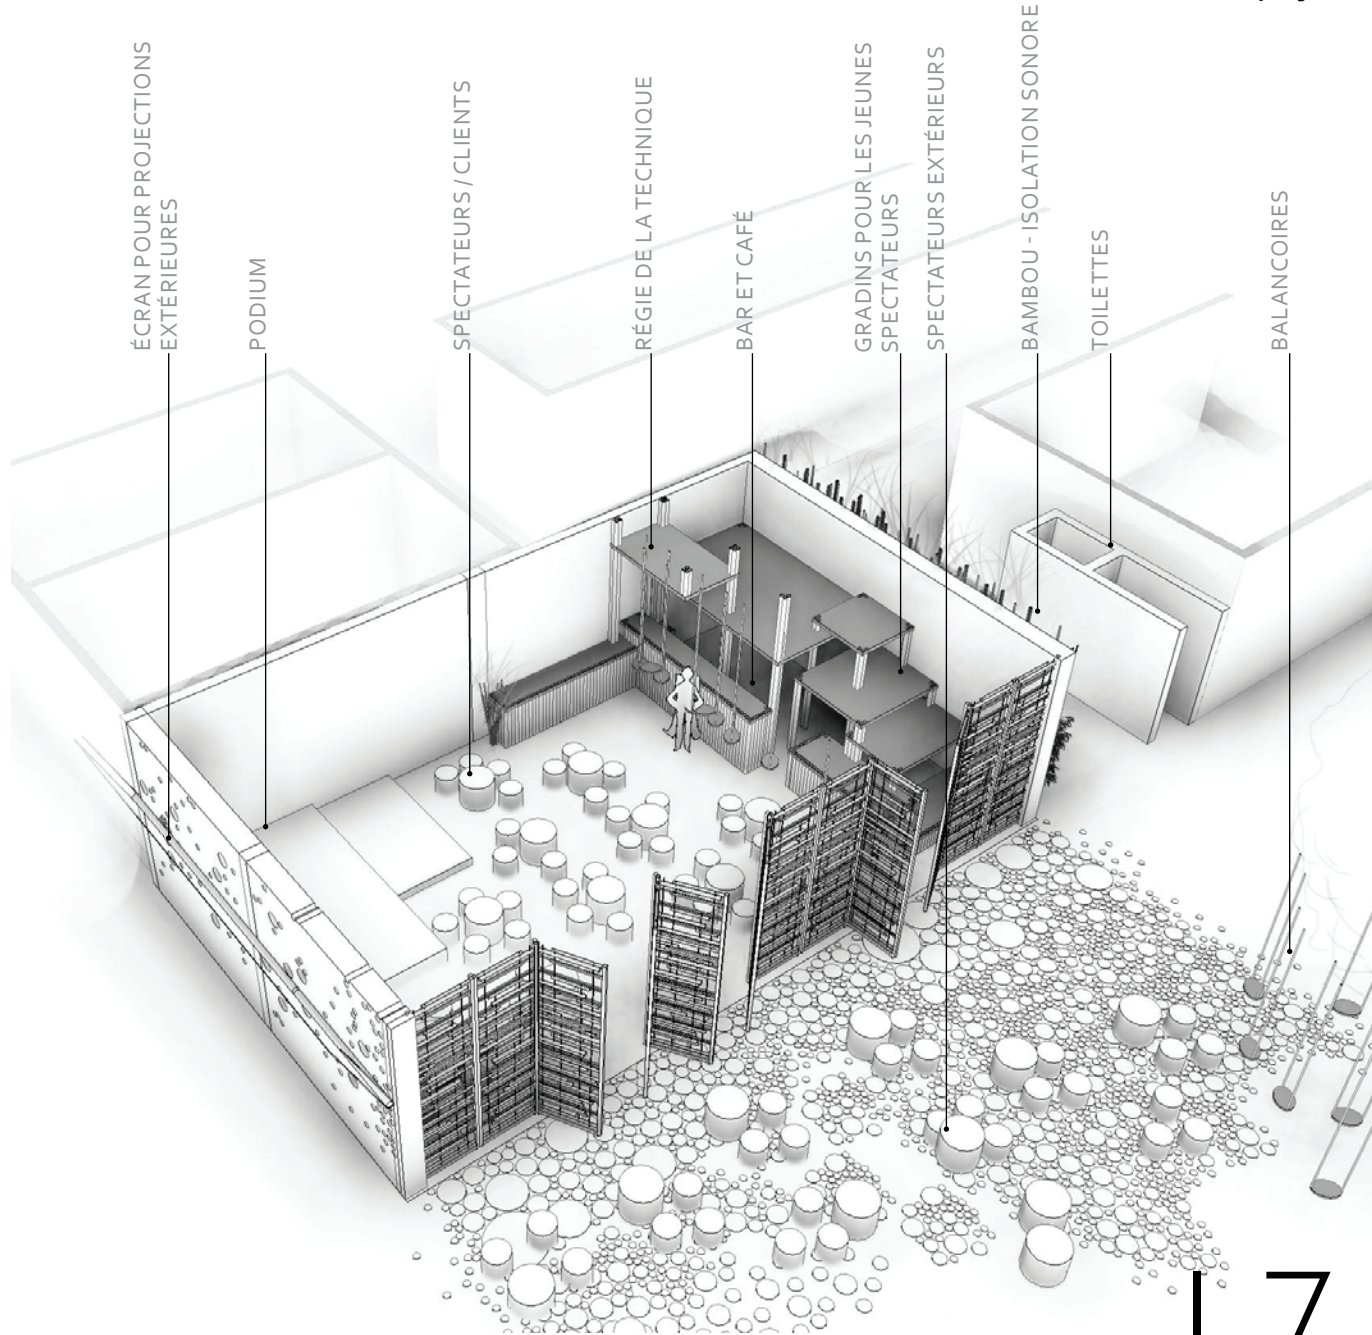 ÉCRAN POUR PROJECTIONS
EXTÉRIEURES
PODIUM
SPECTATEURS / CLIENTS
RÉGIE DE LA TECHNIQUE
BAR ET CAFÉ
GRADINS POUR LES JEUNES
SPECTATEURS
SPECTATEURS EXTÉRIEURS
BAMBOU - ISOLATION SONORE
TOILETTES
BALANCOIRES